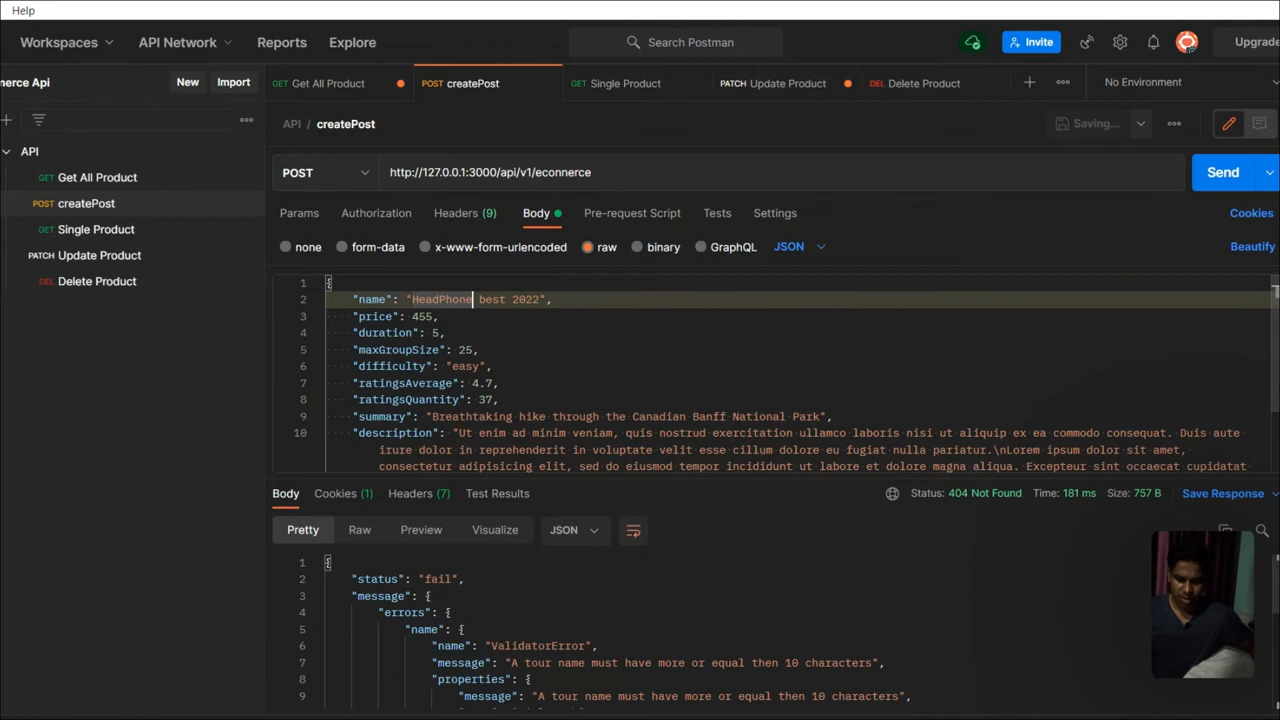 Help
Workspaces API Network Reports Explore Search Postman Invite Upgrade
merce Api New Import GET Get All Product POST createPost GET Single Product PATCH Update Product DEL Delete Product No Environment
API / createPost Saving...
API
GET Get All Product
POST createPost
GET Single Product
PATCH Update Product
DEL Delete Product
POST http://127.0.0.1:3000/api/v1/econnerce Send
Params Authorization Headers (9) Body Pre-request Script Tests Settings Cookies
none form-data x-www-form-urlencoded raw binary GraphQL JSON Beautify
1 {
2 "name": "HeadPhone best 2022",
3 "price": 455,
4 "duration": 5,
5 "maxGroupSize": 25,
6 "difficulty": "easy",
7 "ratingsAverage": 4.7,
8 "ratingsQuantity": 37,
9 "summary": "Breathtaking hike through the Canadian Banff National Park",
10 "description": "Ut enim ad minim veniam, quis nostrud exercitation ullamco laboris nisi ut aliquip ex ea commodo consequat. Duis aute
irure dolor in reprehenderit in voluptate velit esse cillum dolore eu fugiat nulla pariatur.\nLorem ipsum dolor sit amet,
consectetur adipisicing elit, sed do eiusmod tempor incididunt ut labore et dolore magna aliqua. Excepteur sint occaecat cupidatat
Body Cookies (1) Headers (7) Test Results Status: 404 Not Found Time: 181 ms Size: 757 B Save Response
Pretty Raw Preview Visualize JSON
1 {
2 "status": "fail",
3 "message": {
4 "errors": {
5 "name": {
6 "name": "ValidatorError",
7 "message": "A tour name must have more or equal then 10 characters",
8 "properties": {
9 "message": "A tour name must have more or equal then 10 characters",